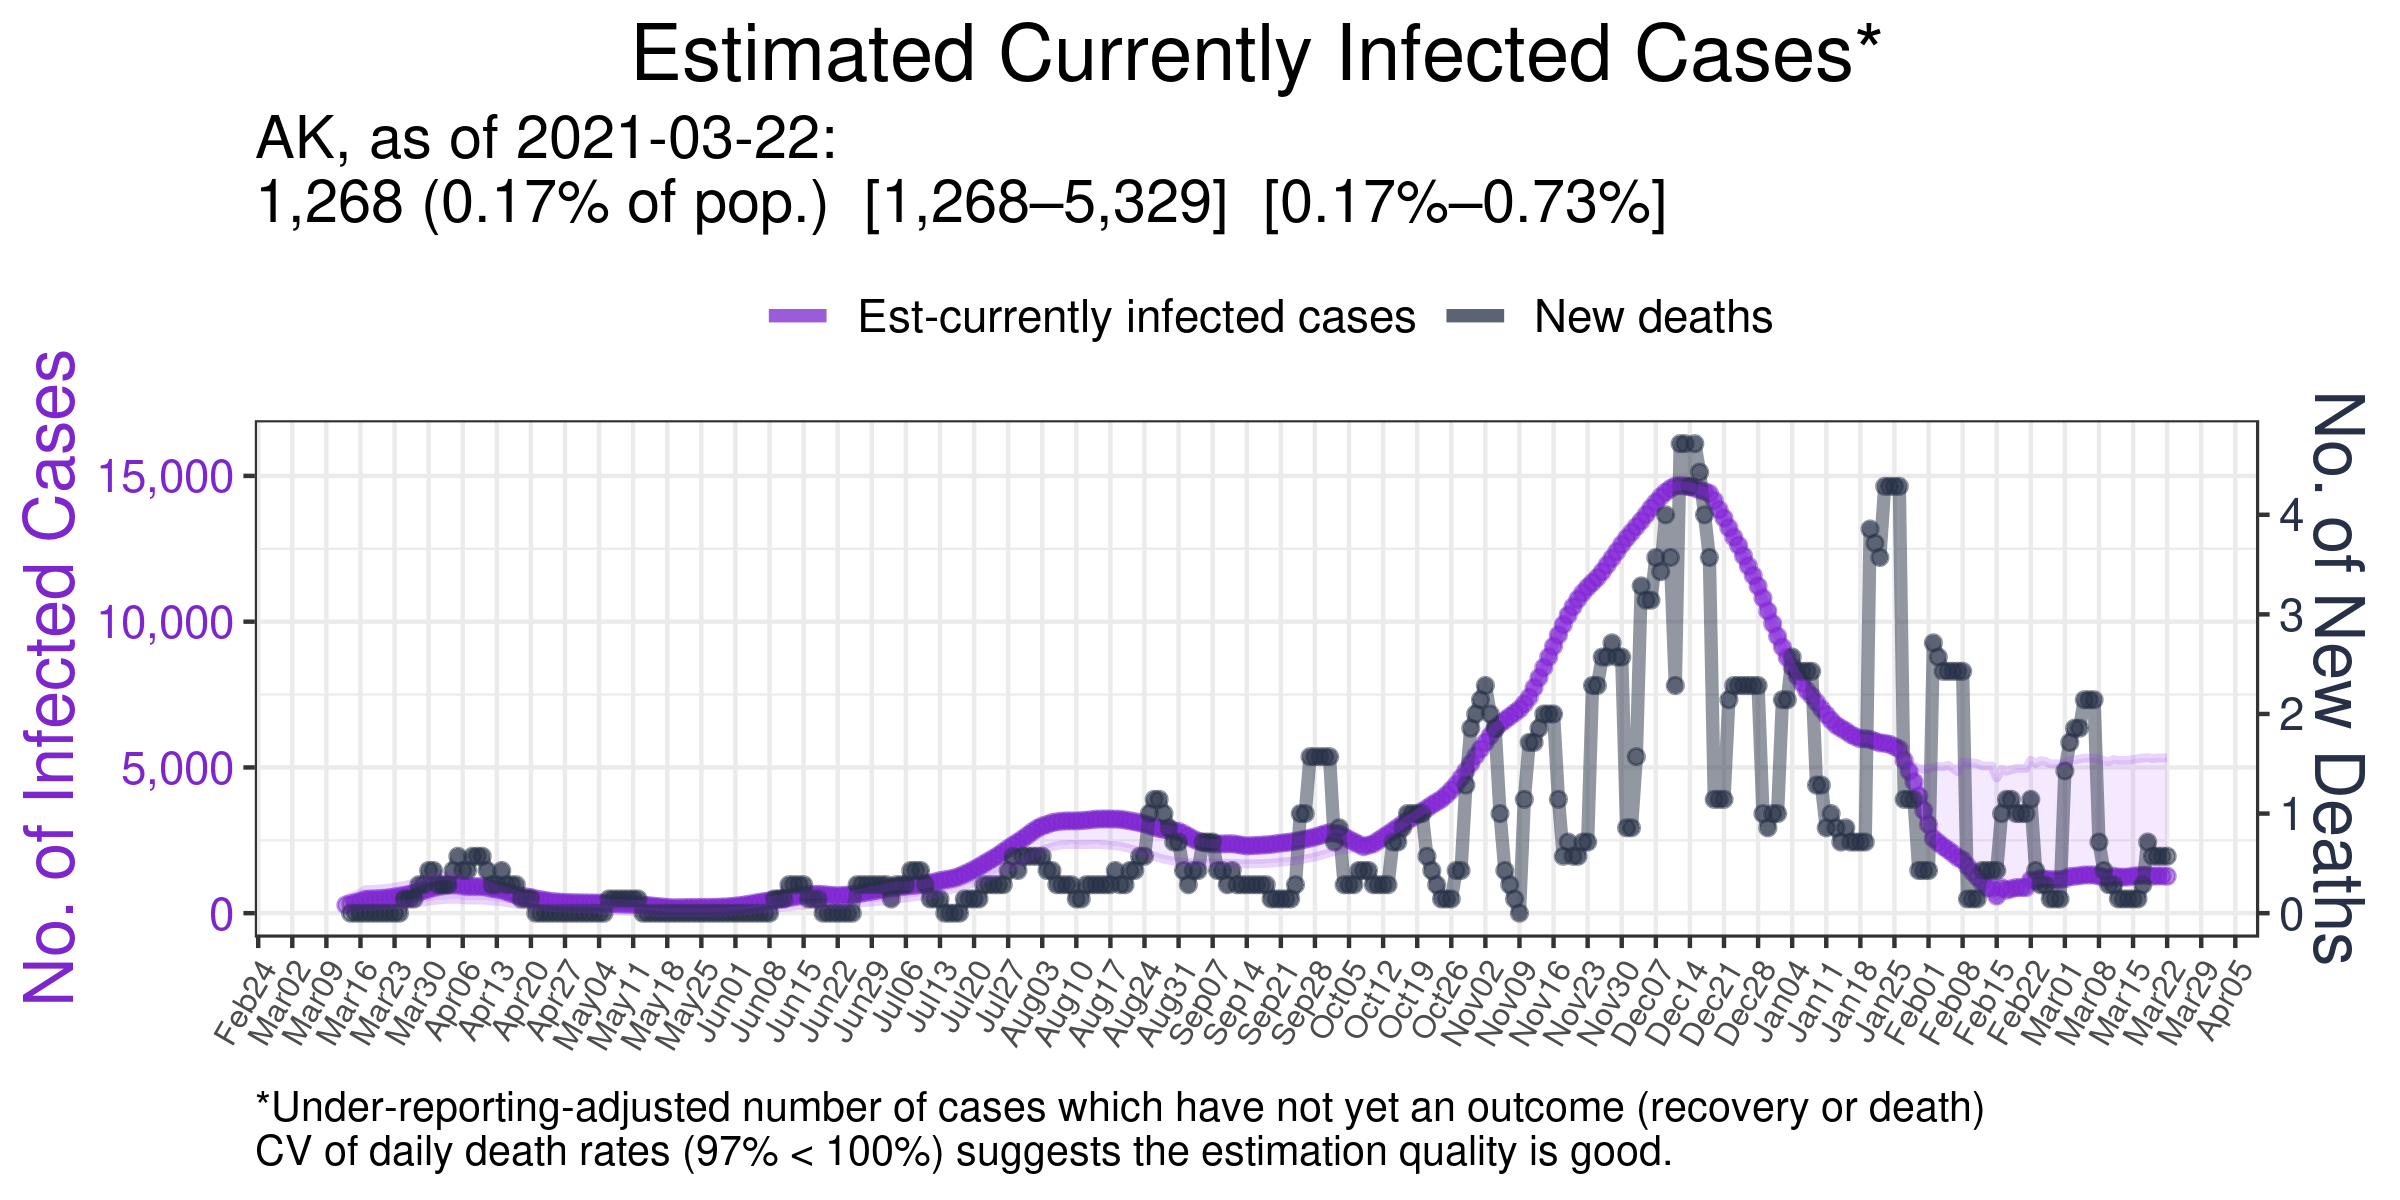 Estimated Currently Infected Cases*
AK, as of 2021-03-22:
1,268 (0.17% of pop.)  [1,268–5,329]  [0.17%–0.73%]
Est-currently infected cases
New deaths
No. of Infected Cases
15,000
10,000
5,000
0
4
3
2
1
0
No. of New Deaths
Feb24
Mar02
Mar09
Mar16
Mar23
Mar30
Apr06
Apr13
Apr20
Apr27
May04
May11
May18
May25
Jun01
Jun08
Jun15
Jun22
Jun29
Jul06
Jul13
Jul20
Jul27
Aug03
Aug10
Aug17
Aug24
Aug31
Sep07
Sep14
Sep21
Sep28
Oct05
Oct12
Oct19
Oct26
Nov02
Nov09
Nov16
Nov23
Nov30
Dec07
Dec14
Dec21
Dec28
Jan04
Jan11
Jan18
Jan25
Feb01
Feb08
Feb15
Feb22
Mar01
Mar08
Mar15
Mar22
Mar29
Apr05
*Under-reporting-adjusted number of cases which have not yet an outcome (recovery or death)
CV of daily death rates (97% < 100%) suggests the estimation quality is good.